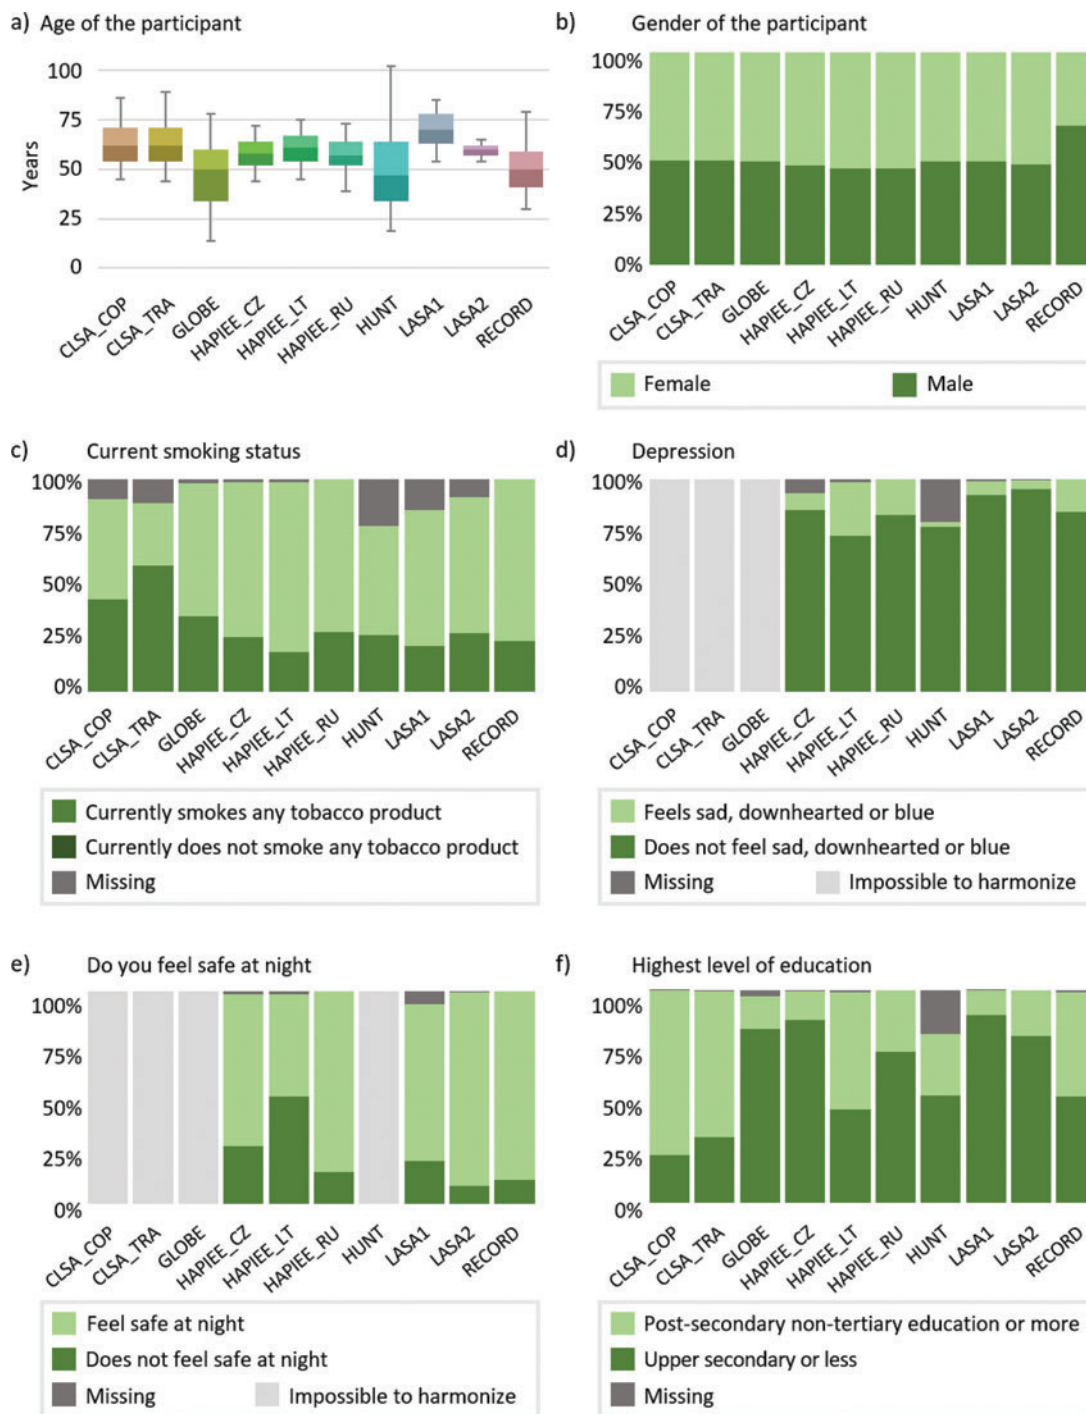 a) Age of the participant
100
75
50
25
0
Years
CLSA_COP
CLSA_TRA
GLOBE
HAPIEE_CZ
HAPIEE_LT
HAPIEE_RU
HUNT
LASA1
LASA2
RECORD
b) Gender of the participant
100%
75%
50%
25%
0%
CLSA_COP
CLSA_TRA
GLOBE
HAPIEE_CZ
HAPIEE_LT
HAPIEE_RU
HUNT
LASA1
LASA2
RECORD
Female Male
c) Current smoking status
100%
75%
50%
25%
0%
CLSA_COP
CLSA_TRA
GLOBE
HAPIEE_CZ
HAPIEE_LT
HAPIEE_RU
HUNT
LASA1
LASA2
RECORD
Currently smokes any tobacco product
Currently does not smoke any tobacco product
Missing
d) Depression
100%
75%
50%
25%
0%
CLSA_COP
CLSA_TRA
GLOBE
HAPIEE_CZ
HAPIEE_LT
HAPIEE_RU
HUNT
LASA1
LASA2
RECORD
Feels sad, downhearted or blue
Does not feel sad, downhearted or blue
Missing Impossible to harmonize
e) Do you feel safe at night
100%
75%
50%
25%
0%
CLSA_COP
CLSA_TRA
GLOBE
HAPIEE_CZ
HAPIEE_LT
HAPIEE_RU
HUNT
LASA1
LASA2
RECORD
Feel safe at night
Does not feel safe at night
Missing Impossible to harmonize
f) Highest level of education
100%
75%
50%
25%
0%
CLSA_COP
CLSA_TRA
GLOBE
HAPIEE_CZ
HAPIEE_LT
HAPIEE_RU
HUNT
LASA1
LASA2
RECORD
Post-secondary non-tertiary education or more
Upper secondary or less
Missing